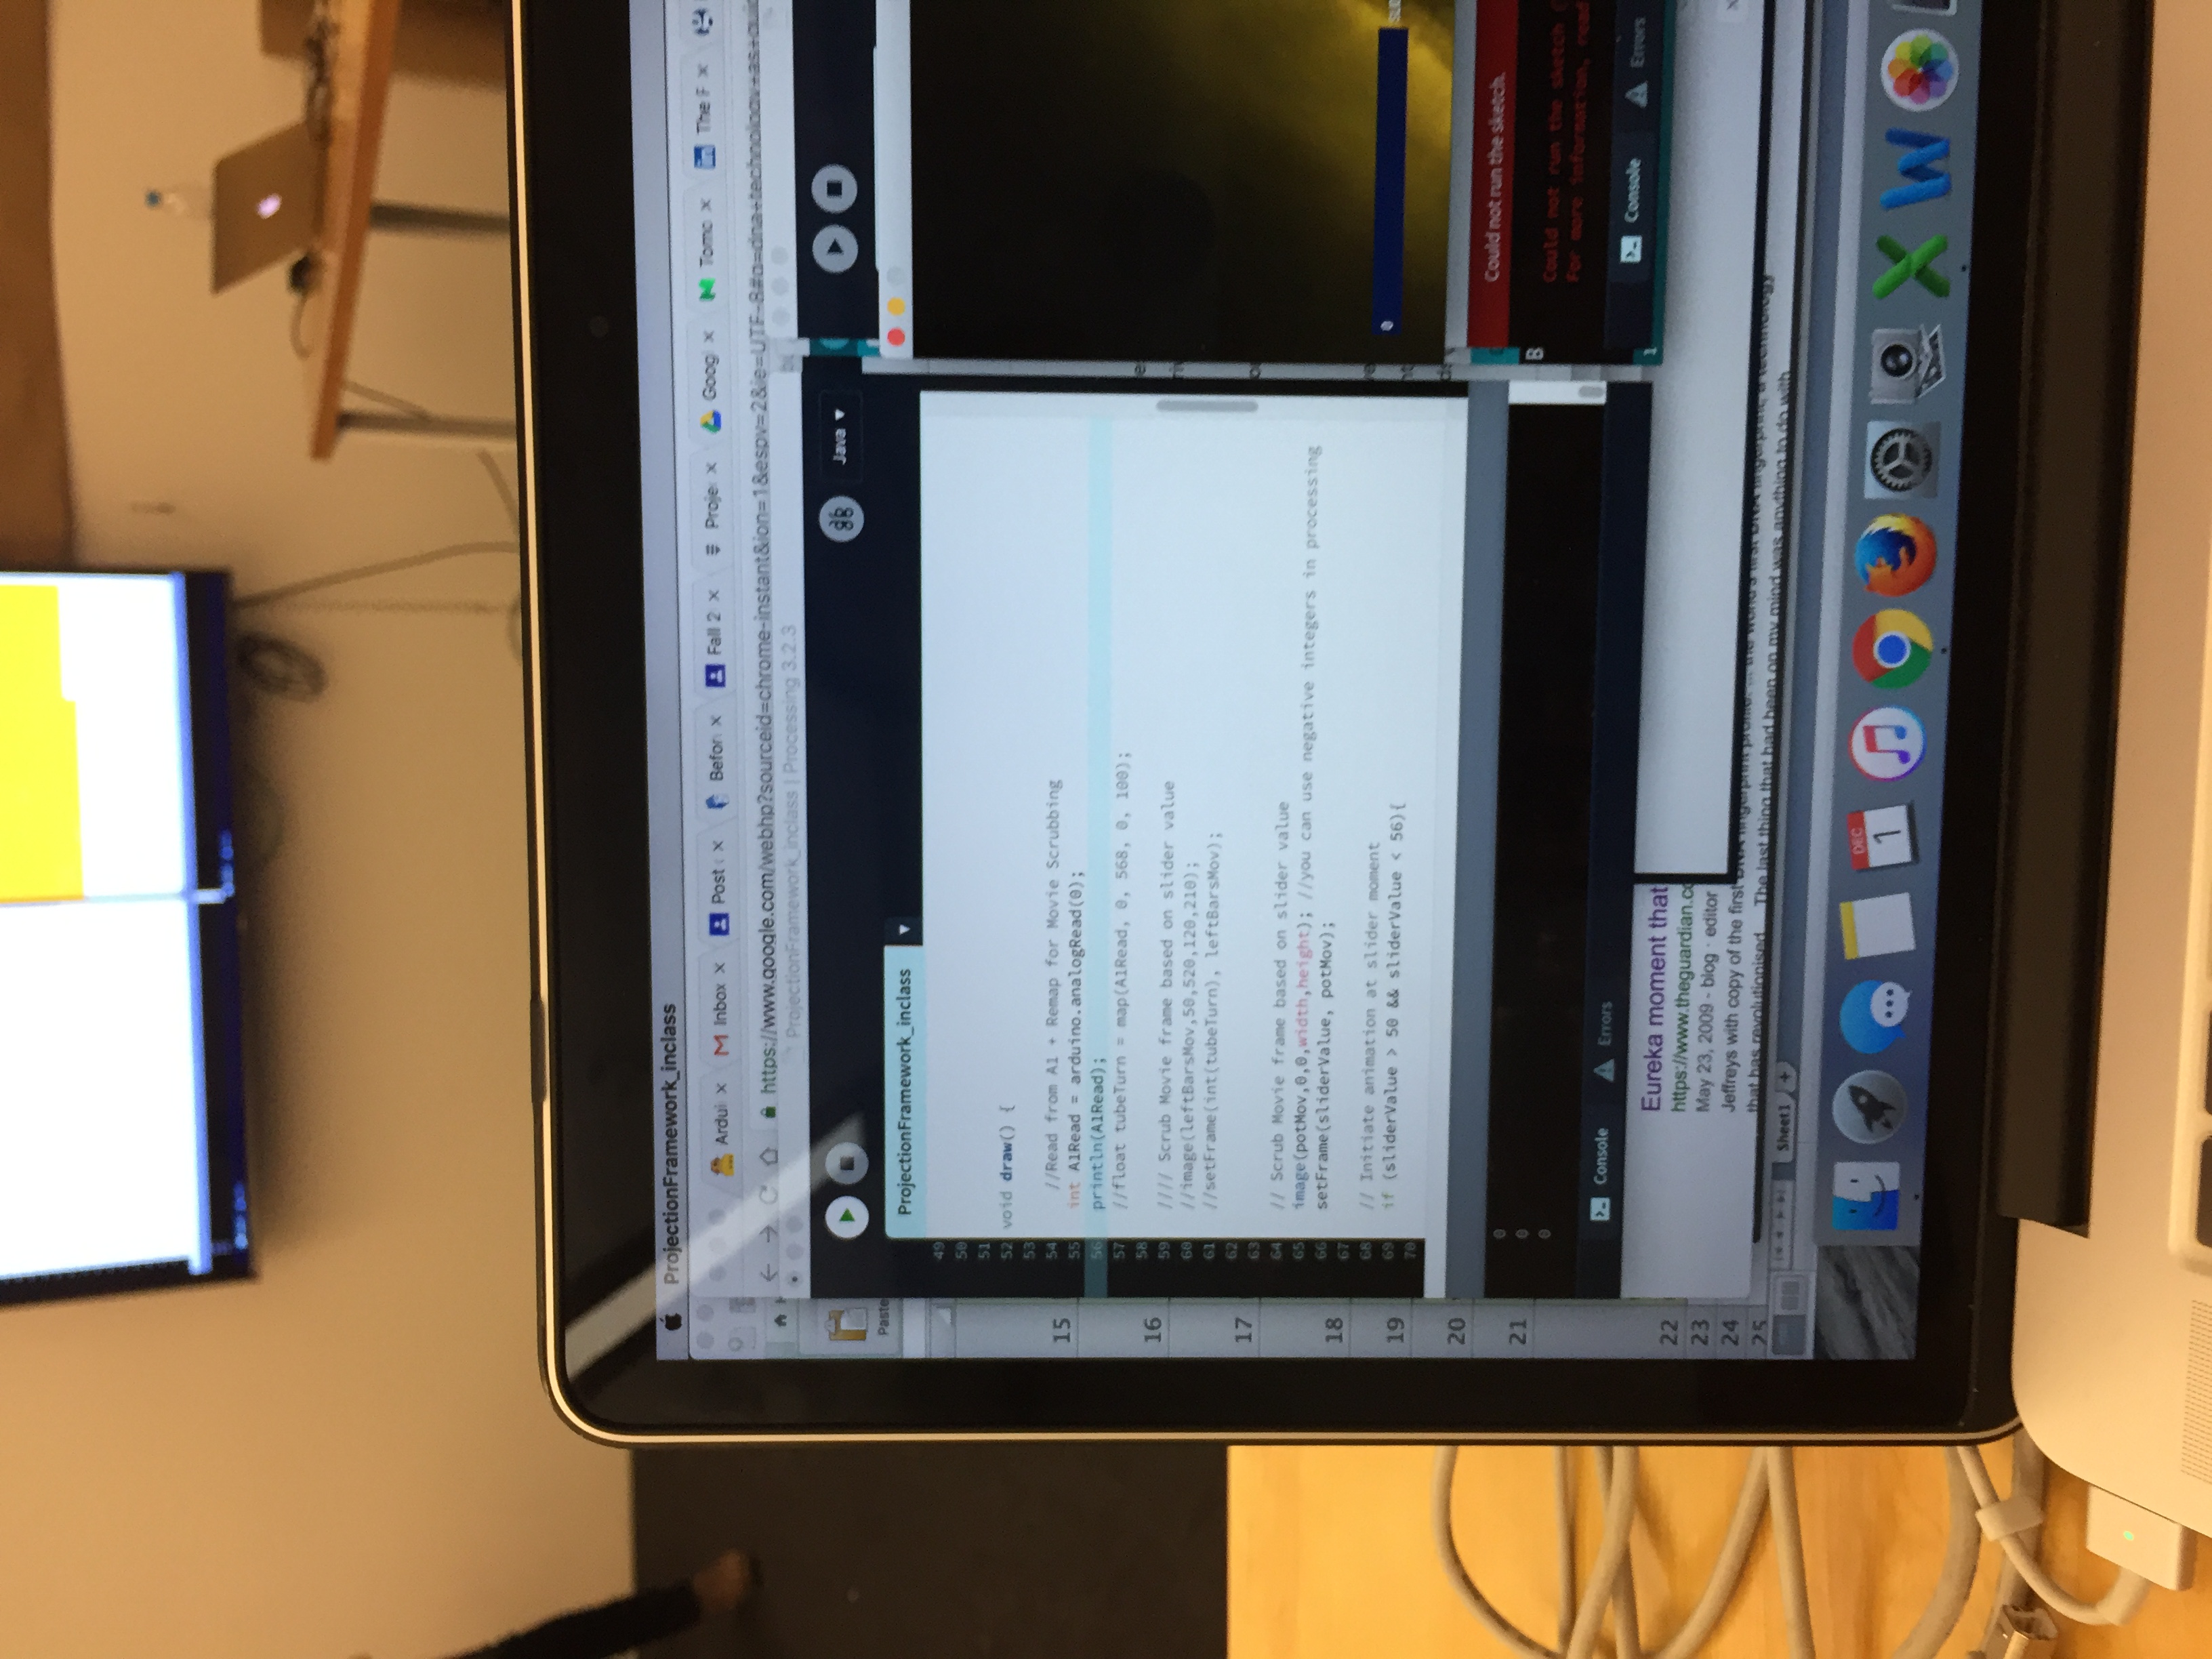 ProjectionFramework_inclass
Ardui
Inbox
Post
Befor
Fall 2
Proje
Goog
Tomo
The F
https://www.google.com/webhp?sourceid=chrome-instant&ion=1&espv=2&ie=UTF-8#q=dna+technology+as+
ProjectionFramework_inclass | Processing 3.2.3
Java
Paste
ProjectionFramework_inclass
49
50
51
52 void draw() {
53
54 //Read from A1 + Remap for Movie Scrubbing
55 int A1Read = arduino.analogRead(0);
56 println(A1Read);
57 //float tubeTurn = map(A1Read, 0, 568, 0, 100);
58
59 //// Scrub Movie frame based on slider value
60 //image(leftBarsMov,50,520,120,210);
61 //setFrame(int(tubeTurn), leftBarsMov);
62
63
64 // Scrub Movie frame based on slider value
65 image(potMov,0,0,width,height); //you can use negative integers in processing
66 setFrame(sliderValue, potMov);
67
68 // Initiate animation at slider moment
69 if (sliderValue > 50 && sliderValue < 56){
70
0
0
0
>_ Console
Errors
15
16
17
18
19
20
21
22
23
24
25
0
Could not run the sketch.
Could not run the sketch
For more information, read
>_ Console
Errors
B
1
Eureka moment that
https://www.theguardian.co
May 23, 2009 - blog · editor
Jeffreys with copy of the first DNA fingerprint profile. ... the world's first DNA fingerprint, a technology
that has revolutionised ... The last thing that had been on my mind was anything to do with
Sheet1 +
DEC
1